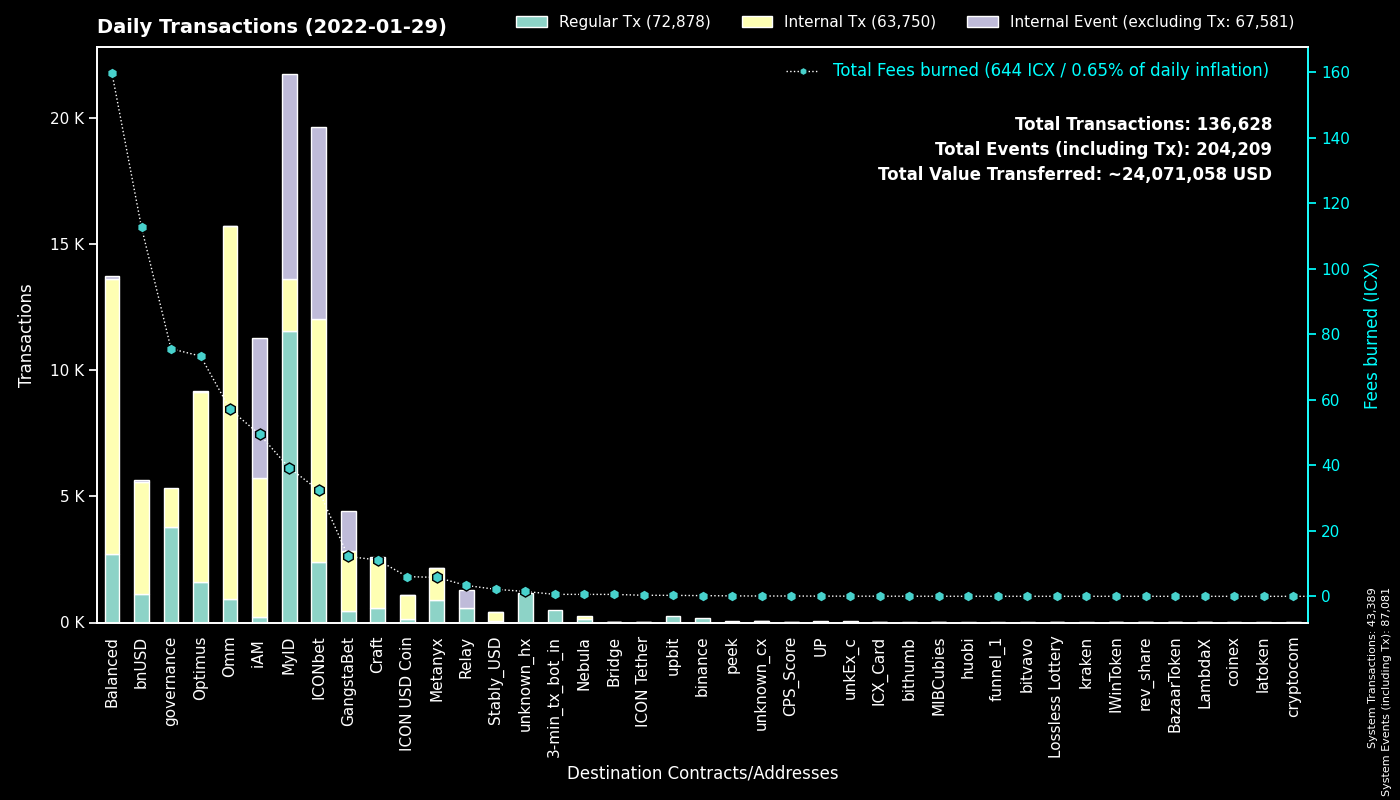 Daily Transactions (2022-01-29)
Regular Tx (72,878)
Internal Tx (63,750)
Internal Event (excluding Tx: 67,581)
Total Fees burned (644 ICX / 0.65% of daily inflation)
Total Transactions: 136,628
Total Events (including Tx): 204,209
Total Value Transferred: ~24,071,058 USD
Transactions
20 K
15 K
10 K
5 K
0 K
160
140
120
100
80
60
40
20
0
Fees burned (ICX)
Balanced
bnUSD
governance
Optimus
Omm
iAM
MyID
ICONbet
GangstaBet
Craft
ICON USD Coin
Metanyx
Relay
Stably_USD
unknown_hx
3-min_tx_bot_in
Nebula
Bridge
ICON Tether
upbit
binance
peek
unknown_cx
CPS_Score
UP
unkEx_c
ICX_Card
bithumb
MIBCubies
huobi
funnel_1
bitvavo
Lossless Lottery
kraken
IWinToken
rev_share
BazaarToken
LambdaX
coinex
latoken
cryptocom
Destination Contracts/Addresses
System Transactions: 43,389
System Events (including Tx): 87,081